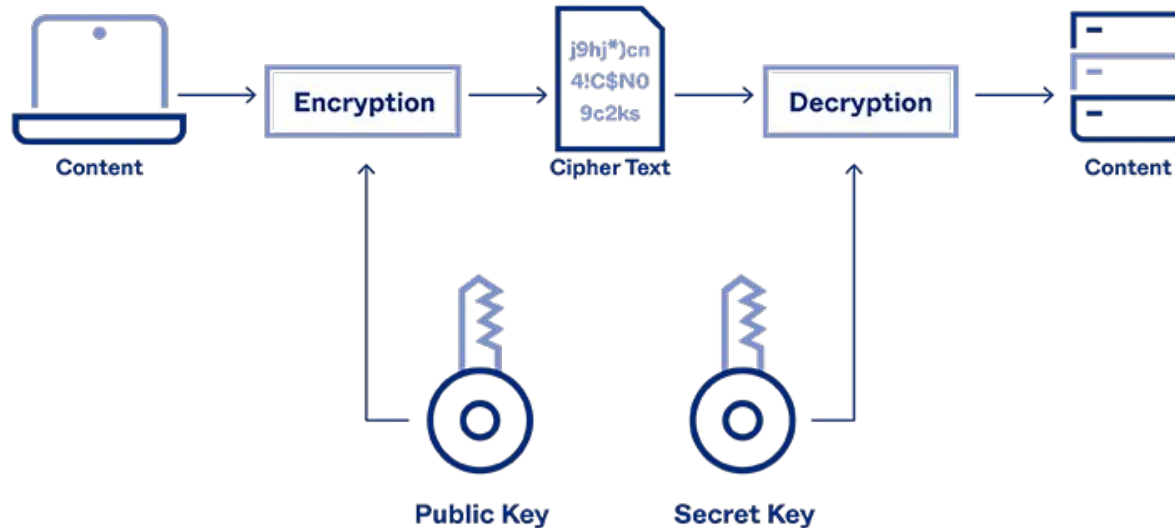 j9hj*)cn
4!C$N0
9c2ks
Encryption
Decryption
Content
Cipher Text
Content
Public Key
Secret Key